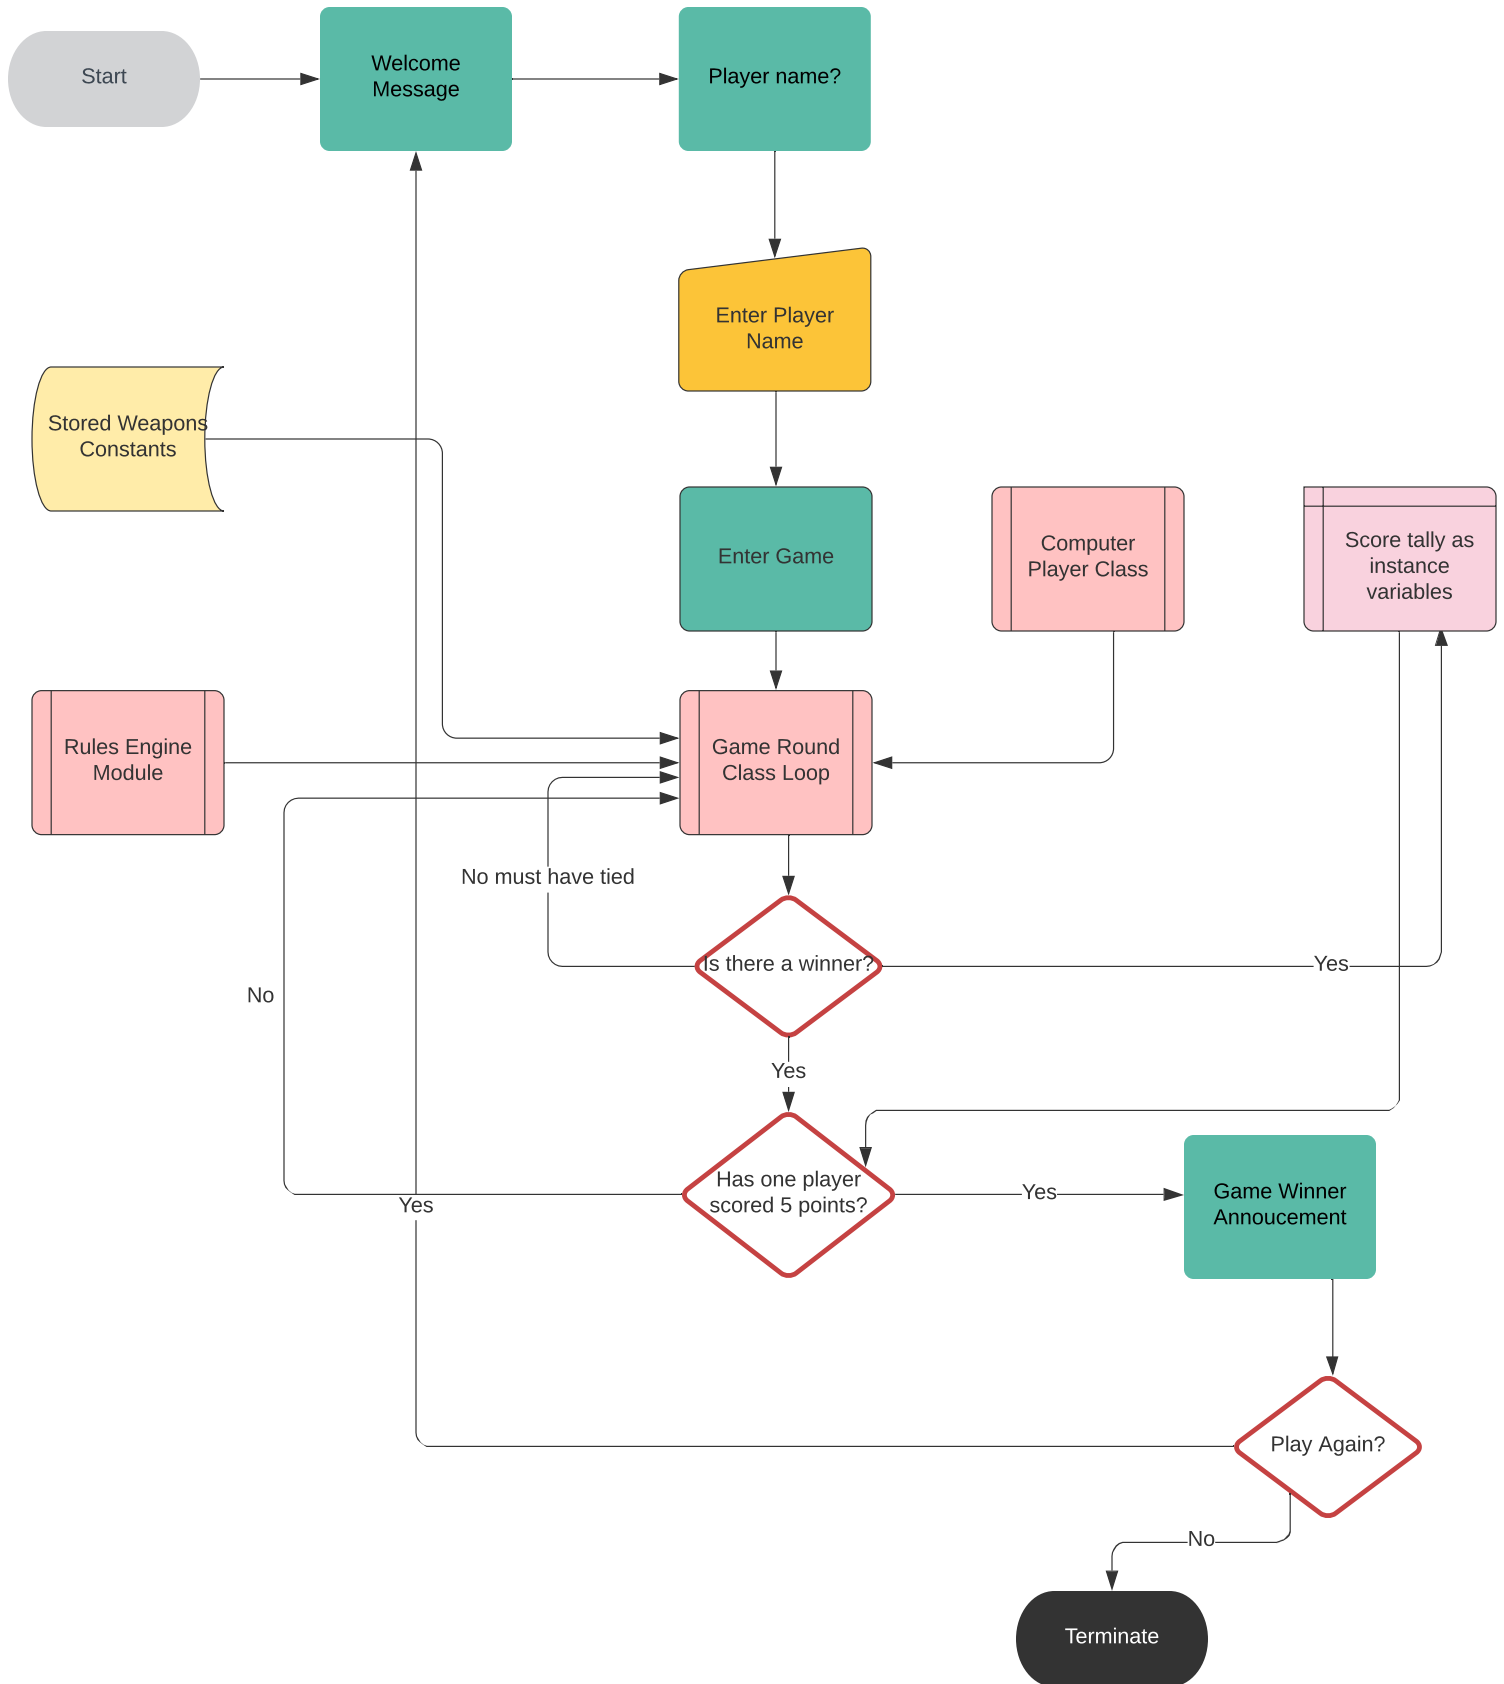 Start
Welcome
Message
Player name?
Enter Player
Name
Stored Weapons
Constants
Enter Game
Computer
Player Class
Score tally as
instance
variables
Rules Engine
Module
Game Round
Class Loop
No must have tied
Is there a winner?
Yes
No
Yes
Has one player
scored 5 points?
Yes
Yes
Game Winner
Annoucement
Play Again?
No
Terminate